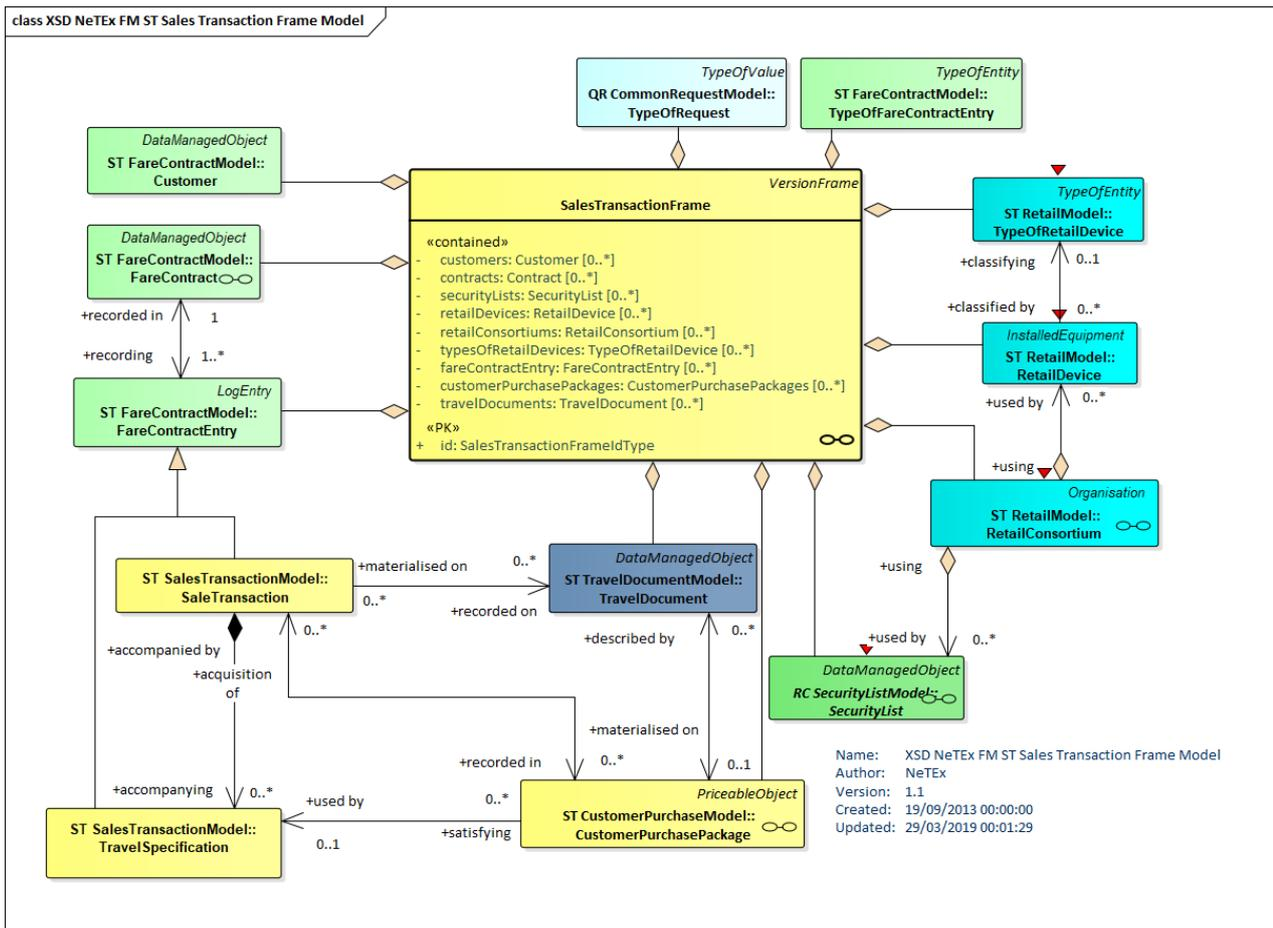 class XSD NeTEx FM ST Sales Transaction Frame Model
TypeOfValue
QR CommonRequestModel::
TypeOfRequest
TypeOfEntity
ST FareContractModel::
TypeOfFareContractEntry
DataManagedObject
ST FareContractModel::
Customer
VersionFrame
SalesTransactionFrame
«contained»
- customers: Customer [0..*]
- contracts: Contract [0..*]
- securityLists: SecurityList [0..*]
- retailDevices: RetailDevice [0..*]
- retailConsortiums: RetailConsortium [0..*]
- typesOfRetailDevices: TypeOfRetailDevice [0..*]
- fareContractEntry: FareContractEntry [0..*]
- customerPurchasePackages: CustomerPurchasePackages [0..*]
- travelDocuments: TravelDocument [0..*]
«PK»
+ id: SalesTransactionFrameIdType
TypeOfEntity
ST RetailModel::
TypeOfRetailDevice
DataManagedObject
ST FareContractModel::
FareContract
+classifying
0..1
+classified by
0..*
+recorded in
1
+recording
1..*
InstalledEquipment
ST RetailModel::
RetailDevice
LogEntry
ST FareContractModel::
FareContractEntry
+used by
0..*
+using
Organisation
ST RetailModel::
RetailConsortium
ST SalesTransactionModel::
SaleTransaction
+materialised on
0..*
0..*
+recorded on
DataManagedObject
ST TravelDocumentModel::
TravelDocument
+using
+used by
0..*
+accompanied by
0..*
+acquisition
of
+described by
0..*
DataManagedObject
RC SecurityListModel::
SecurityList
+materialised on
+recorded in
0..*
0..1
+accompanying
0..*
+used by
0..*
0..1
+satisfying
PriceableObject
ST CustomerPurchaseModel::
CustomerPurchasePackage
ST SalesTransactionModel::
TravelSpecification
Name: XSD NeTEx FM ST Sales Transaction Frame Model
Author: NeTEx
Version: 1.1
Created: 19/09/2013 00:00:00
Updated: 29/03/2019 00:01:29